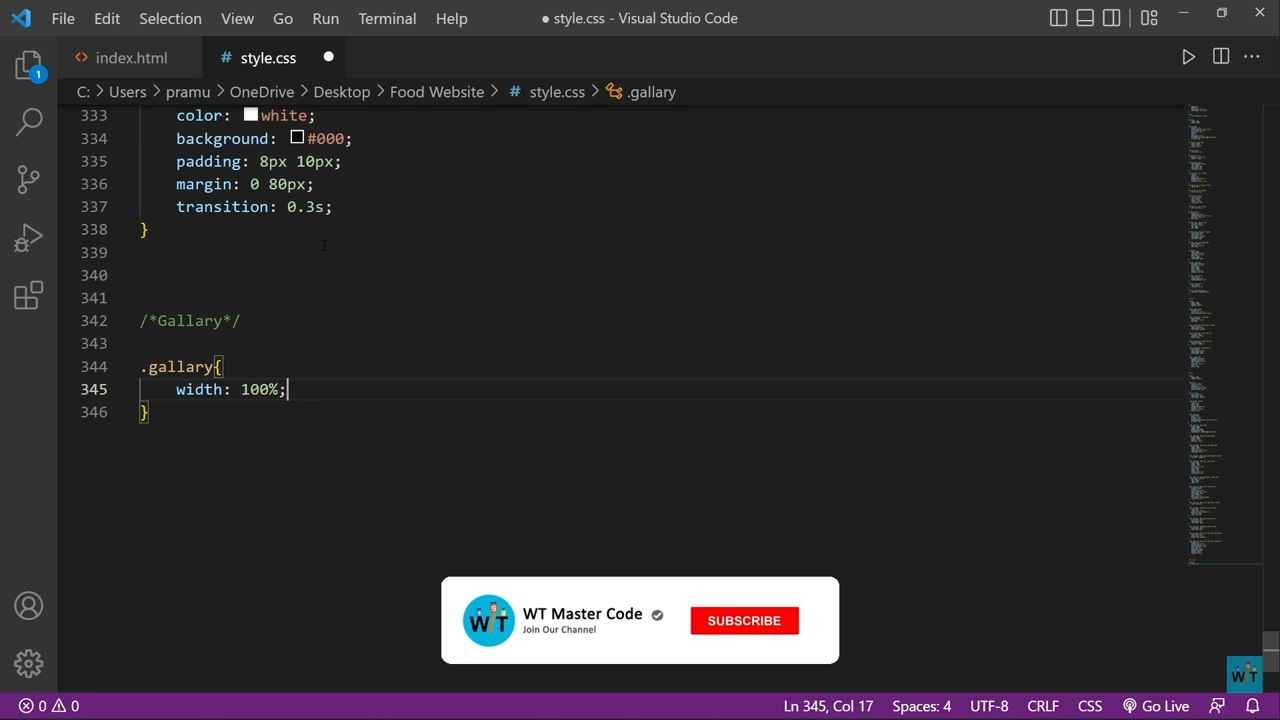 File Edit Selection View Go Run Terminal Help ● style.css - Visual Studio Code
index.html # style.css
C: > Users > pramu > OneDrive > Desktop > Food Website > # style.css > .gallary
1
333 color: white;
334 background: #000;
335 padding: 8px 10px;
336 margin: 0 80px;
337 transition: 0.3s;
338 }
339
340
341
342 /*Gallary*/
343
344 .gallary{
345 width: 100%;
346 }
WT WT Master Code SUBSCRIBE
Join Our Channel
WT
0 0 Ln 345, Col 17 Spaces: 4 UTF-8 CRLF CSS Go Live